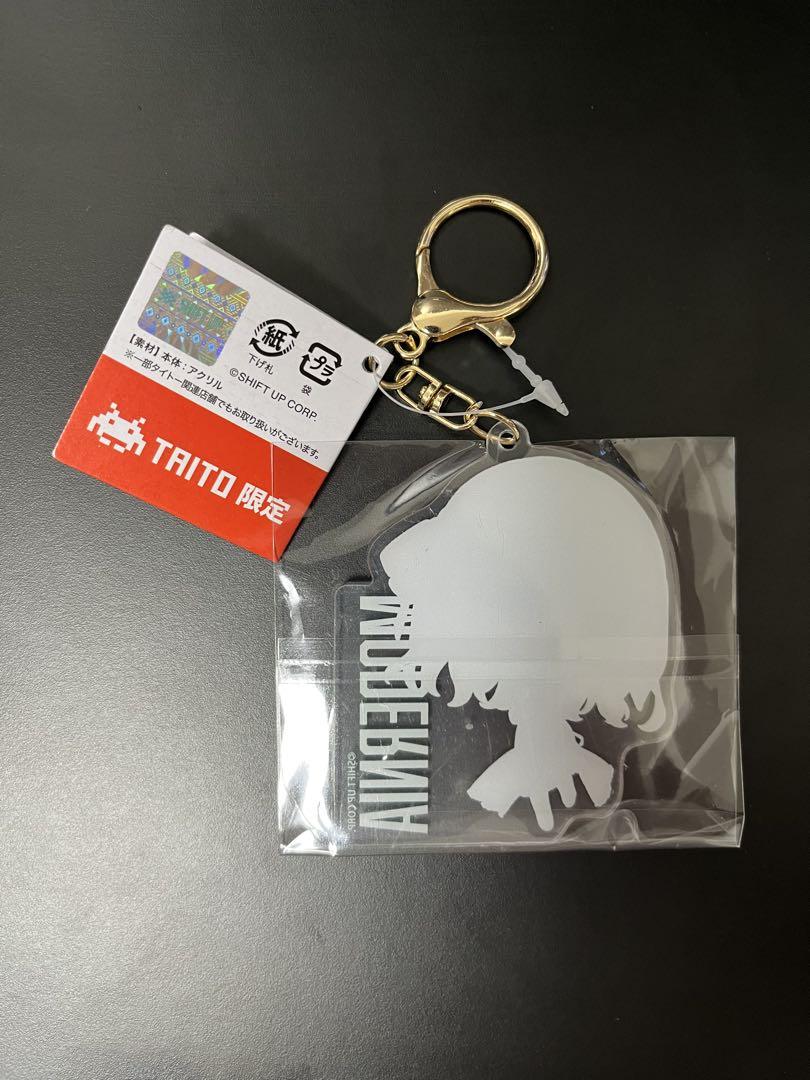 SHIFT UP
紙
下げ札
プラ
袋
【素材】本体：アクリル
©SHIFT UP CORP.
※一部タイトー関連店舗でもお取り扱いがございます。
TAITO 限定
MODERNIA
©SHIFT UP CORP.